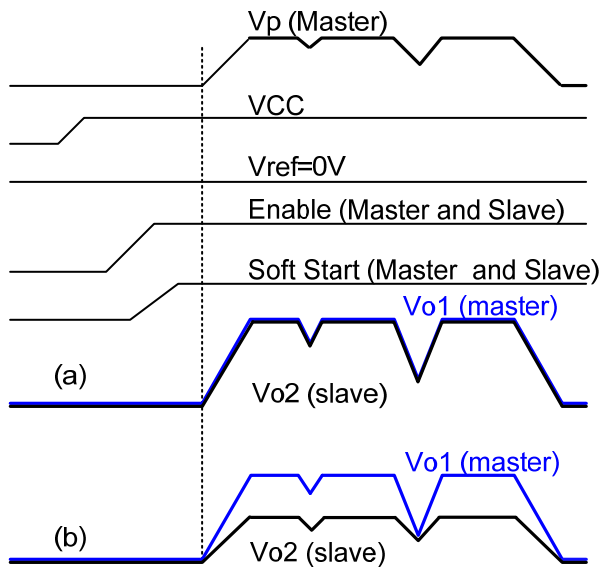 Vp (Master)
VCC
Vref=0V
Enable (Master and Slave)
Soft Start (Master and Slave)
Vo1 (master)
(a)
Vo2 (slave)
Vo1 (master)
(b)
Vo2 (slave)